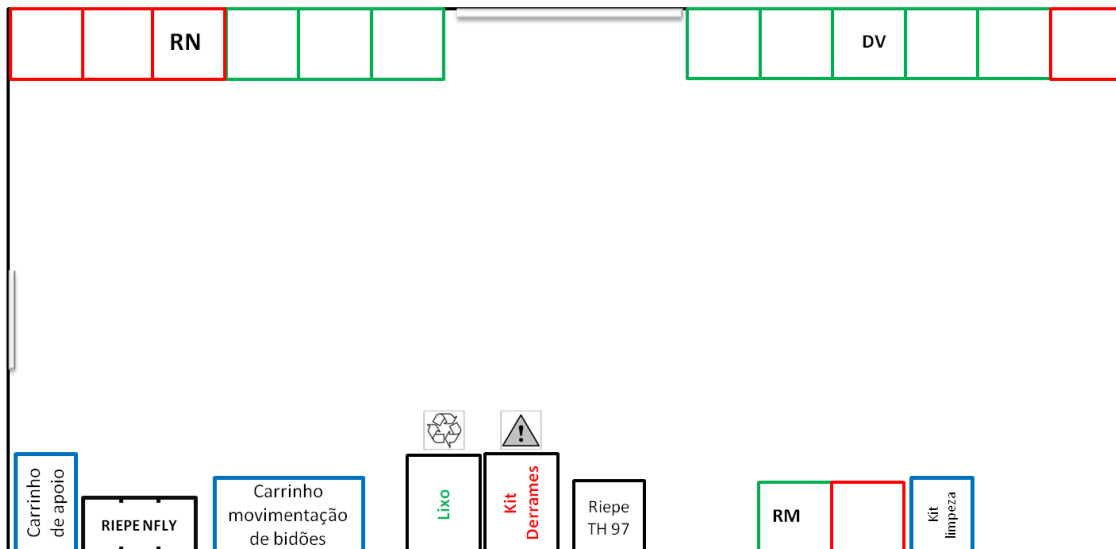 RN
DV
Carrinho
de apoio
RIEPE NFLY
Carrinho
movimentação
de bidões
Lixo
Kit
Derrames
Riepe
TH 97
RM
Kit
limpeza